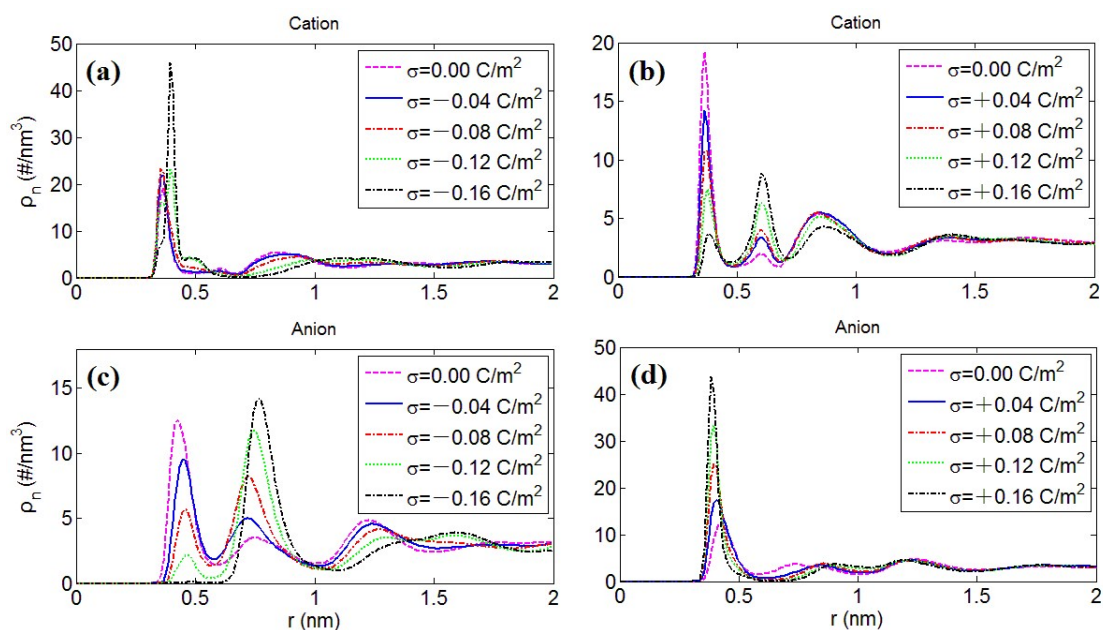 Cation
(a)
ρn (#/nm³)
50
40
30
20
10
0
0 0.5 1 1.5 2
σ=0.00 C/m²
σ=−0.04 C/m²
σ=−0.08 C/m²
σ=−0.12 C/m²
σ=−0.16 C/m²
Cation
(b)
20
15
10
5
0
0 0.5 1 1.5 2
σ=0.00 C/m²
σ=+0.04 C/m²
σ=+0.08 C/m²
σ=+0.12 C/m²
σ=+0.16 C/m²
Anion
(c)
ρn (#/nm³)
15
10
5
0
0 0.5 1 1.5 2
r (nm)
σ=0.00 C/m²
σ=−0.04 C/m²
σ=−0.08 C/m²
σ=−0.12 C/m²
σ=−0.16 C/m²
Anion
(d)
50
40
30
20
10
0
0 0.5 1 1.5 2
r (nm)
σ=0.00 C/m²
σ=+0.04 C/m²
σ=+0.08 C/m²
σ=+0.12 C/m²
σ=+0.16 C/m²